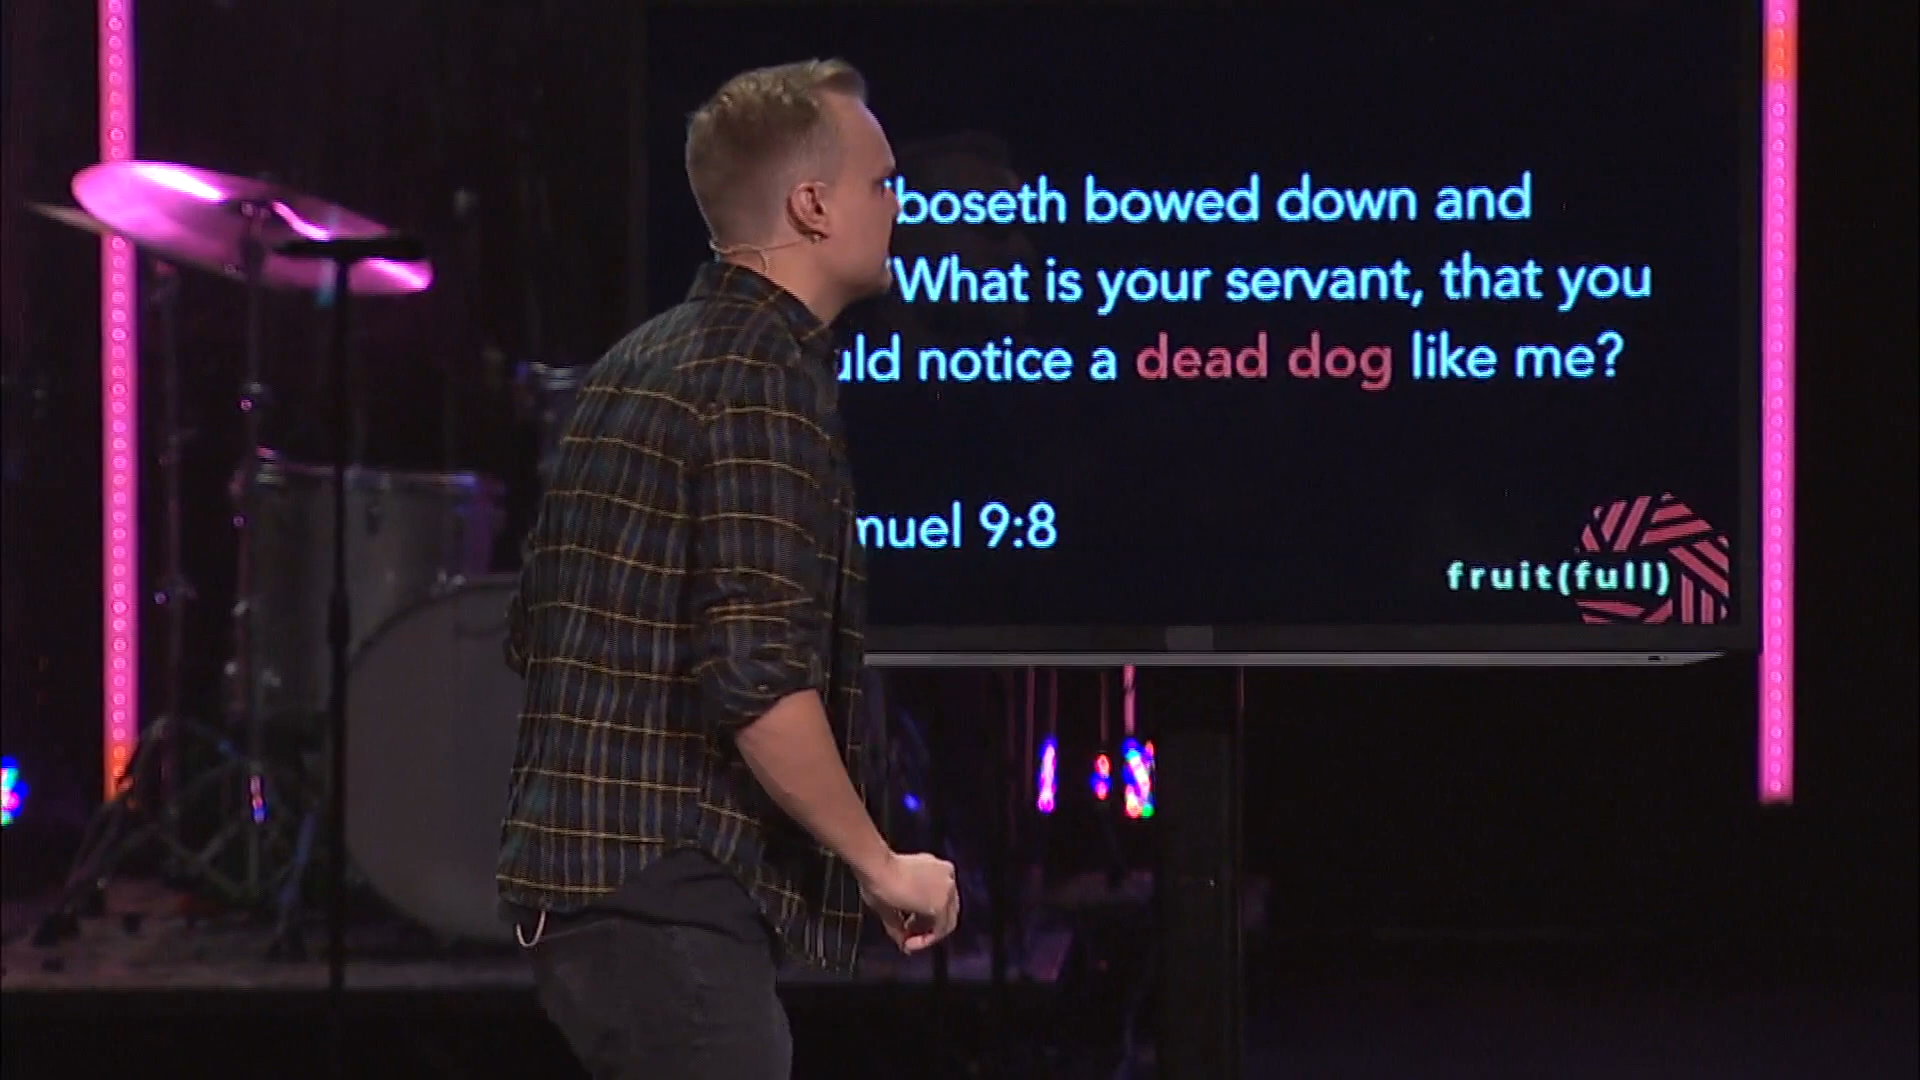 boseth bowed down and
"What is your servant, that you
uld notice a dead dog like me?
muel 9:8
fruit(full)